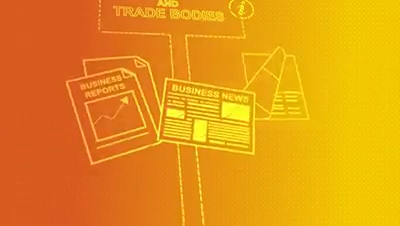 AND
TRADE BODIES
i
BUSINESS
REPORTS
BUSINESS NEWS